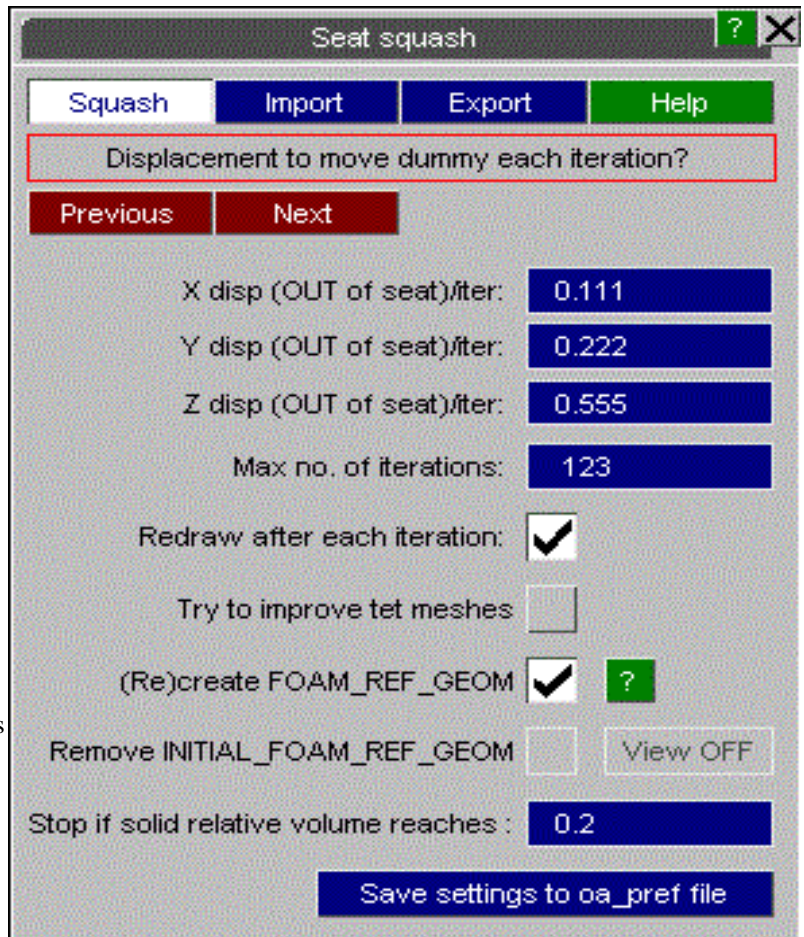 Seat squash ?
Squash Import Export Help
Displacement to move dummy each iteration?
Previous Next
X disp (OUT of seat)/iter: 0.111
Y disp (OUT of seat)/iter: 0.222
Z disp (OUT of seat)/iter: 0.555
Max no. of iterations: 123
Redraw after each iteration:
Try to improve tet meshes
(Re)create FOAM_REF_GEOM ?
s
Remove INITIAL_FOAM_REF_GEOM View OFF
Stop if solid relative volume reaches : 0.2
Save settings to oa_pref file